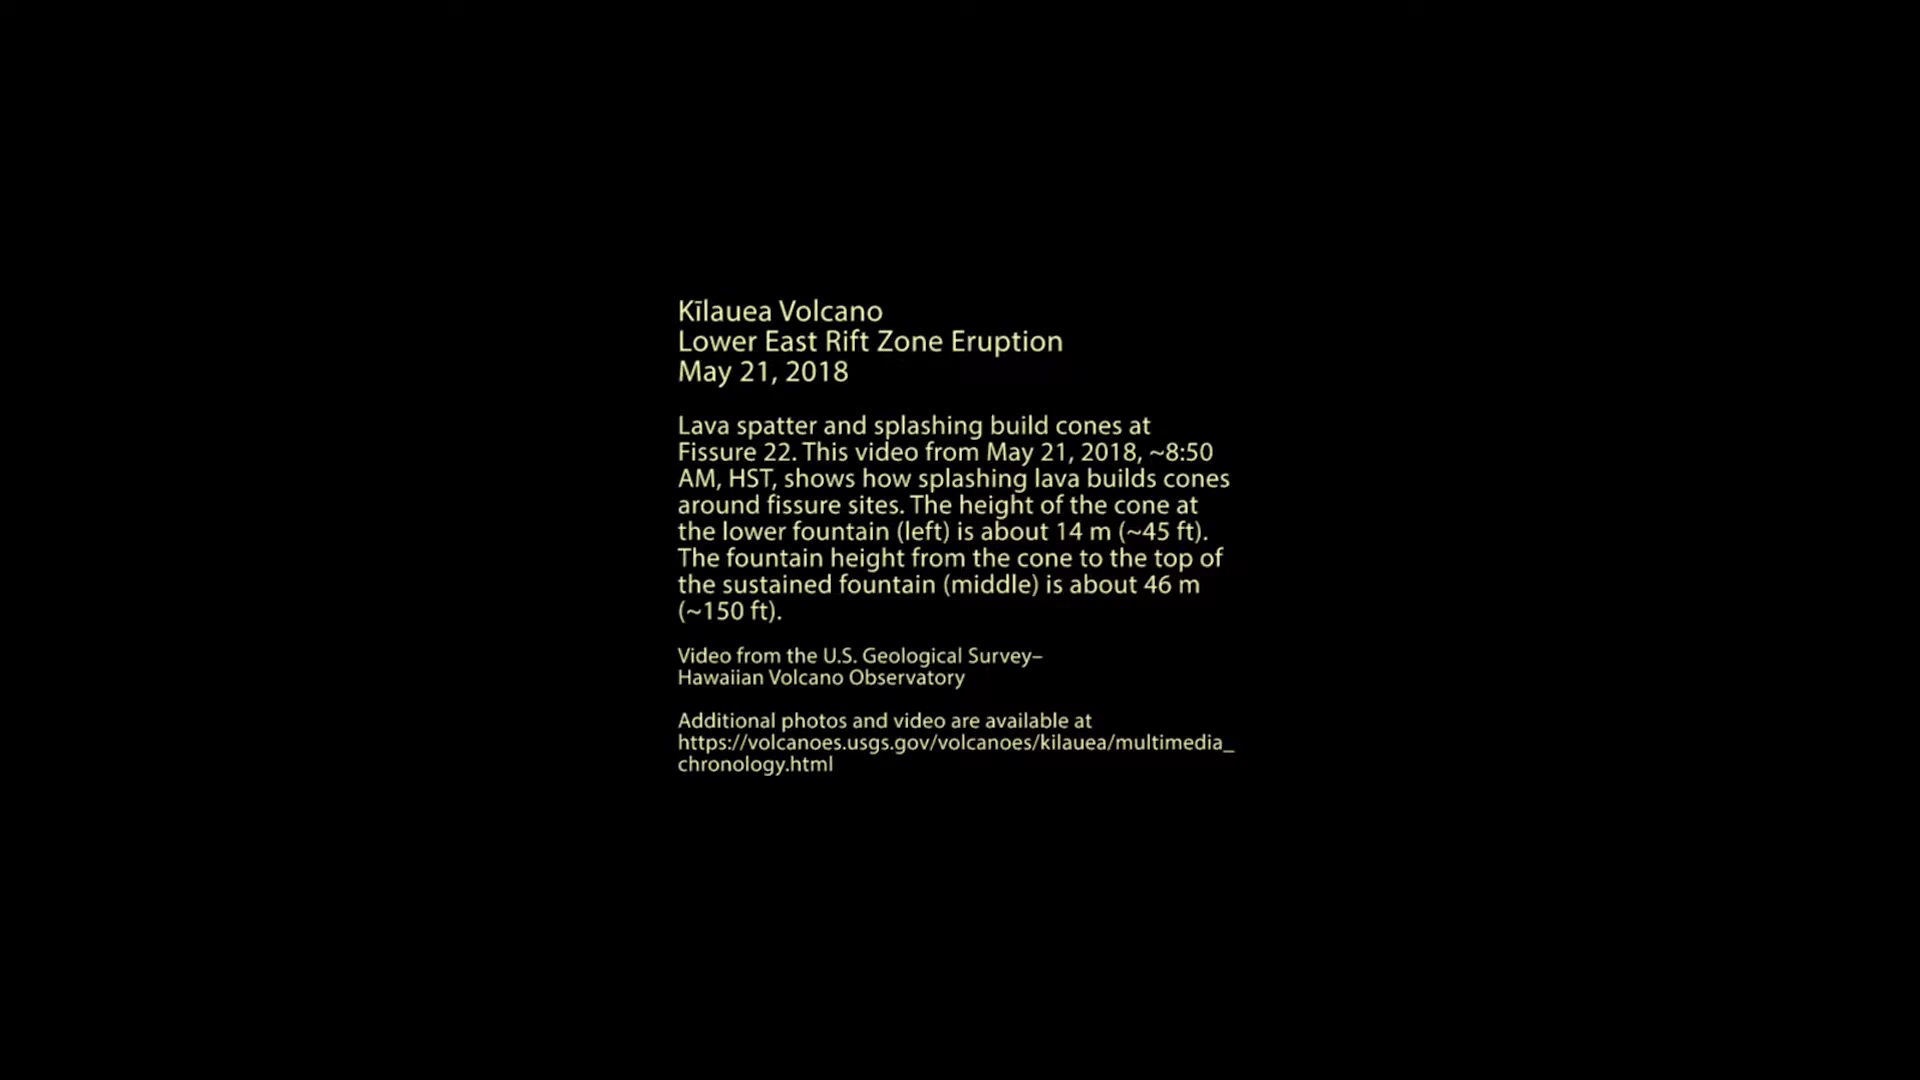 Kīlauea Volcano
Lower East Rift Zone Eruption
May 21, 2018
Lava spatter and splashing build cones at
Fissure 22. This video from May 21, 2018, ~8:50
AM, HST, shows how splashing lava builds cones
around fissure sites. The height of the cone at
the lower fountain (left) is about 14 m (~45 ft).
The fountain height from the cone to the top of
the sustained fountain (middle) is about 46 m
(~150 ft).
Video from the U.S. Geological Survey–
Hawaiian Volcano Observatory
Additional photos and video are available at
https://volcanoes.usgs.gov/volcanoes/kilauea/multimedia_
chronology.html